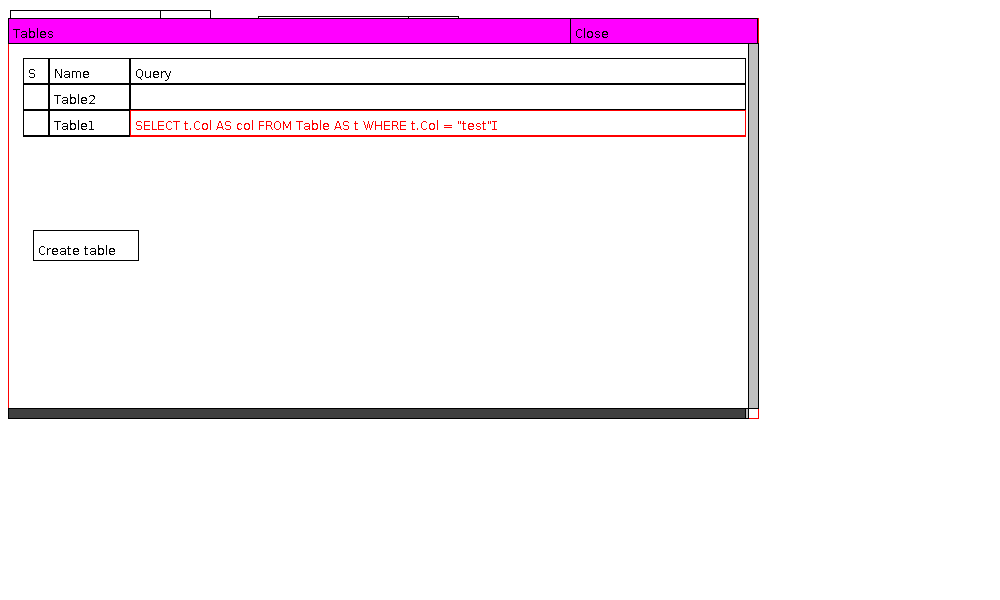 Tables Close
S Name Query
Table2
Table1 SELECT t.Col AS col FROM Table AS t WHERE t.Col = "test"I
Create table